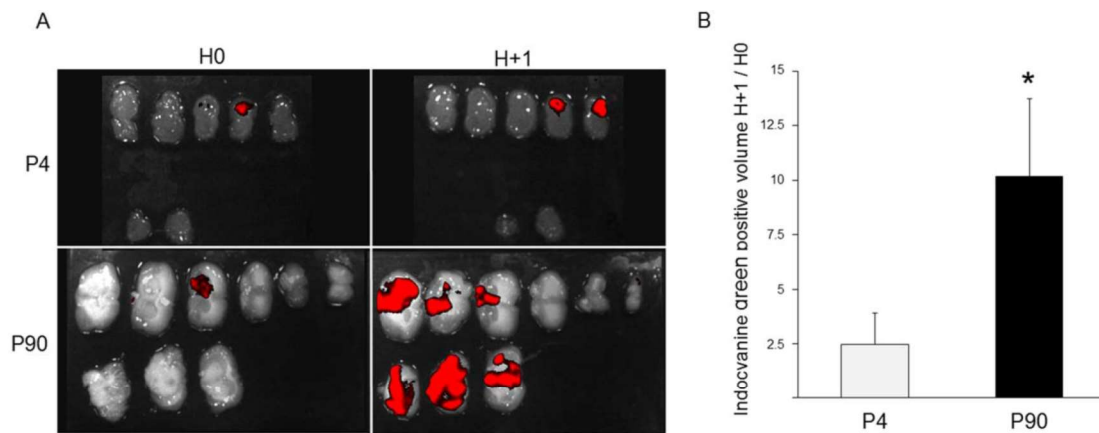 A
H0
H+1
P4
P90
B
Indocyanine green positive volume H+1 / H0
15
12.5
10
7.5
5
2.5
*
P4
P90